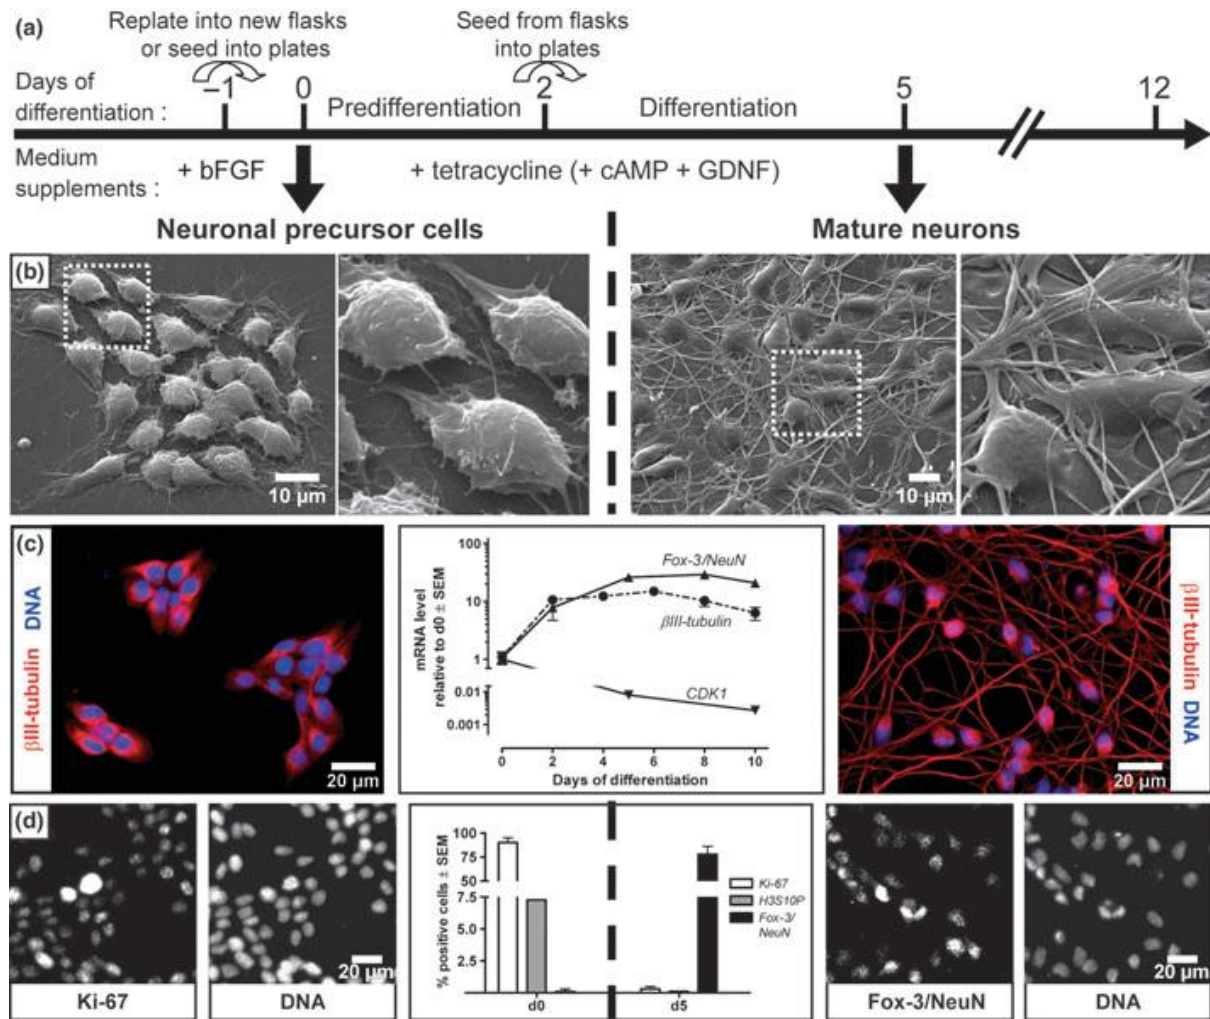 (a)
Replate into new flasks
or seed into plates
Seed from flasks
into plates
Days of
differentiation :
−1
0
Predifferentiation
2
Differentiation
5
12
Medium
supplements :
+ bFGF
+ tetracycline (+ cAMP + GDNF)
Neuronal precursor cells
Mature neurons
(b)
10 µm
10 µm
(c)
βIII-tubulin DNA
20 µm
mRNA level
relative to d0 ± SEM
100
10
1
0.01
0.001
Fox-3/NeuN
βIII-tubulin
CDK1
0
2
4
6
8
10
Days of differentiation
βIII-tubulin DNA
20 µm
(d)
Ki-67
DNA
20 µm
% positive cells ± SEM
100
75
50
25
7.5
5.0
2.5
Ki-67
H3S10P
Fox-3/
NeuN
d0
d5
Fox-3/NeuN
DNA
20 µm